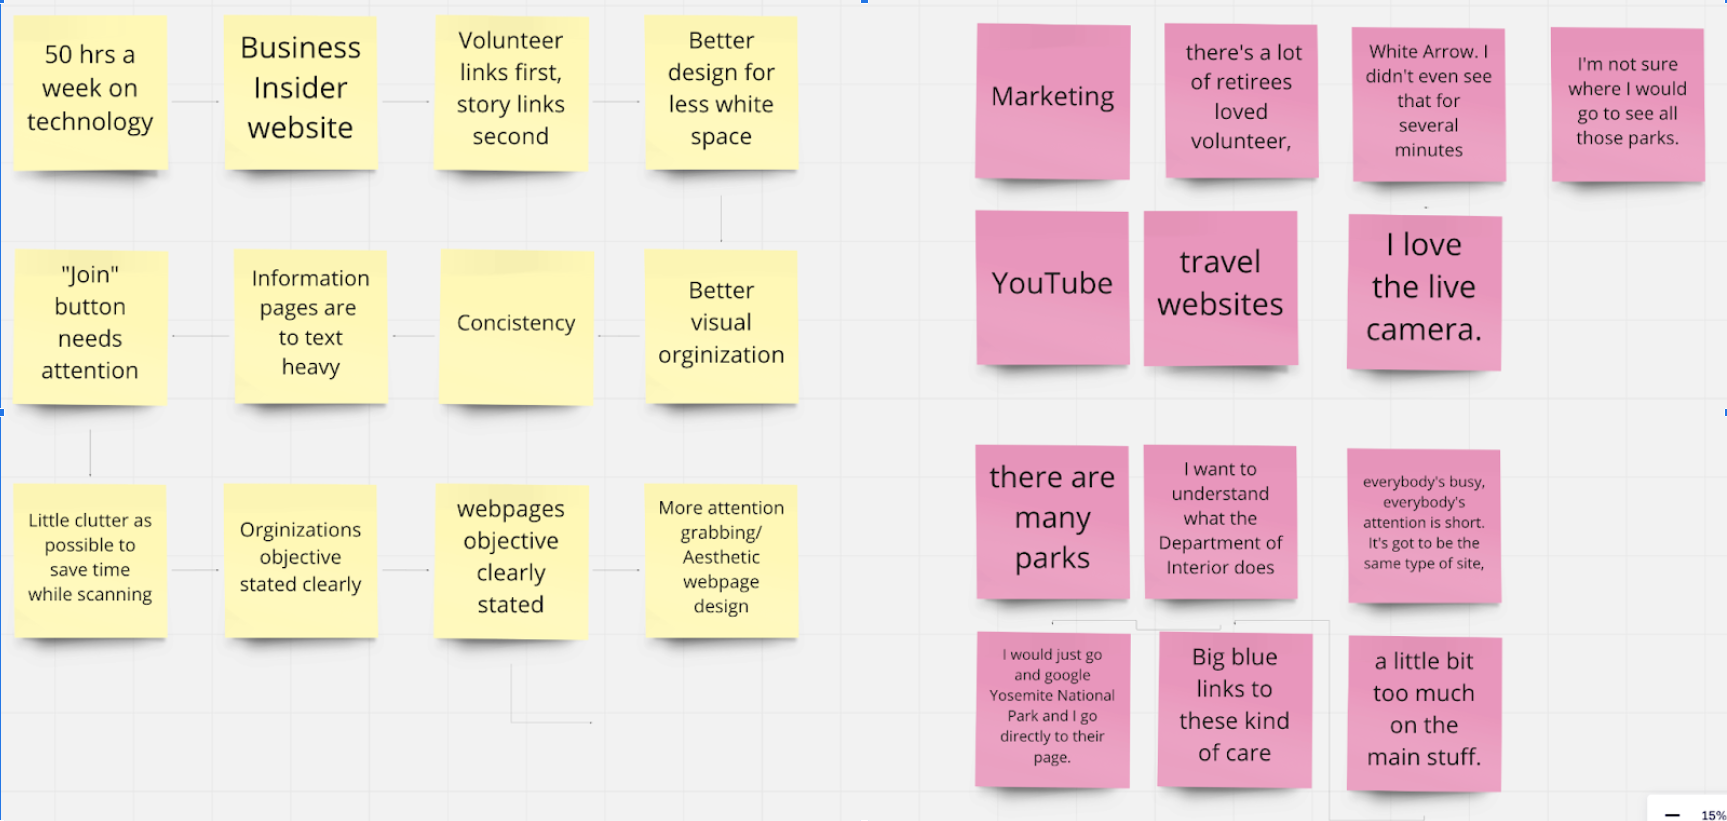 50 hrs a
week on
technology
Business
Insider
website
Volunteer
links first,
story links
second
Better
design for
less white
space
"Join"
button
needs
attention
Information
pages are
to text
heavy
Concistency
Better
visual
orginization
Little clutter as
possible to
save time
while scanning
Orginizations
objective
stated clearly
webpages
objective
clearly
stated
More attention
grabbing/
Aesthetic
webpage
design
Marketing
there's a lot
of retirees
loved
volunteer,
White Arrow. I
didn't even see
that for
several
minutes
I'm not sure
where I would
go to see all
those parks.
YouTube
travel
websites
I love
the live
camera.
there are
many
parks
I want to
understand
what the
Department of
Interior does
everybody's busy,
everybody's
attention is short.
It's got to be the
same type of site,
I would just go
and google
Yosemite National
Park and I go
directly to their
page.
Big blue
links to
these kind
of care
a little bit
too much
on the
main stuff.
15%